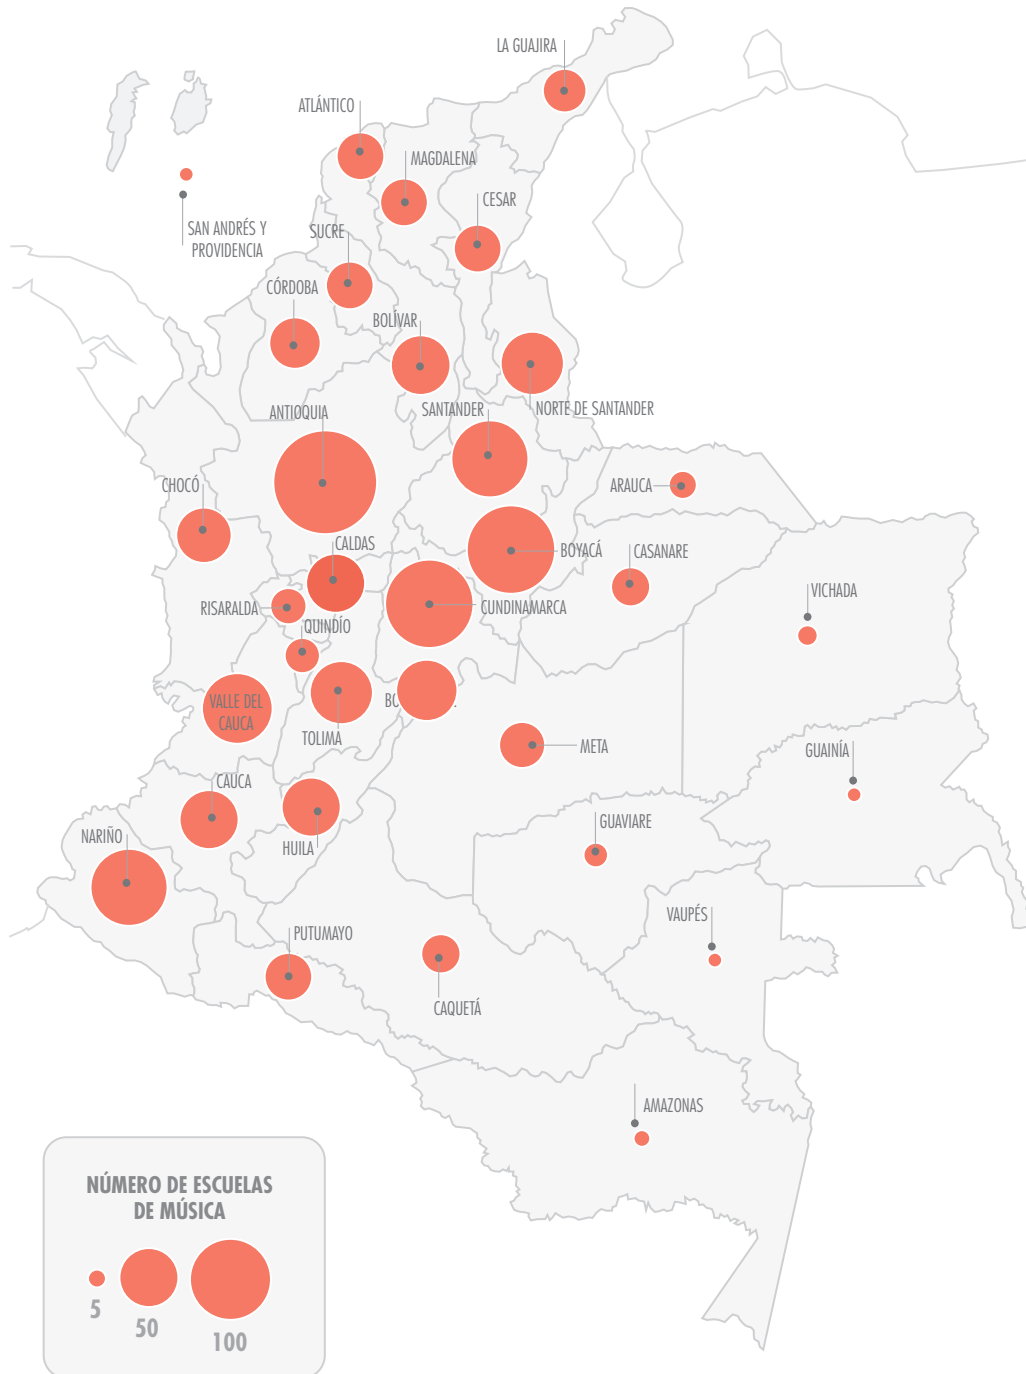 LA GUAJIRA
ATLÁNTICO
MAGDALENA
CESAR
SAN ANDRÉS Y
PROVIDENCIA
SUCRE
CÓRDOBA
BOLÍVAR
ANTIOQUIA
SANTANDER
NORTE DE SANTANDER
CHOCÓ
ARAUCA
CALDAS
BOYACÁ
CASANARE
VICHADA
RISARALDA
CUNDINAMARCA
QUINDÍO
VALLE DEL
CAUCA
TOLIMA
META
GUAINÍA
CAUCA
GUAVIARE
NARIÑO
HUILA
VAUPÉS
PUTUMAYO
CAQUETÁ
AMAZONAS
NÚMERO DE ESCUELAS
DE MÚSICA
5
50
100